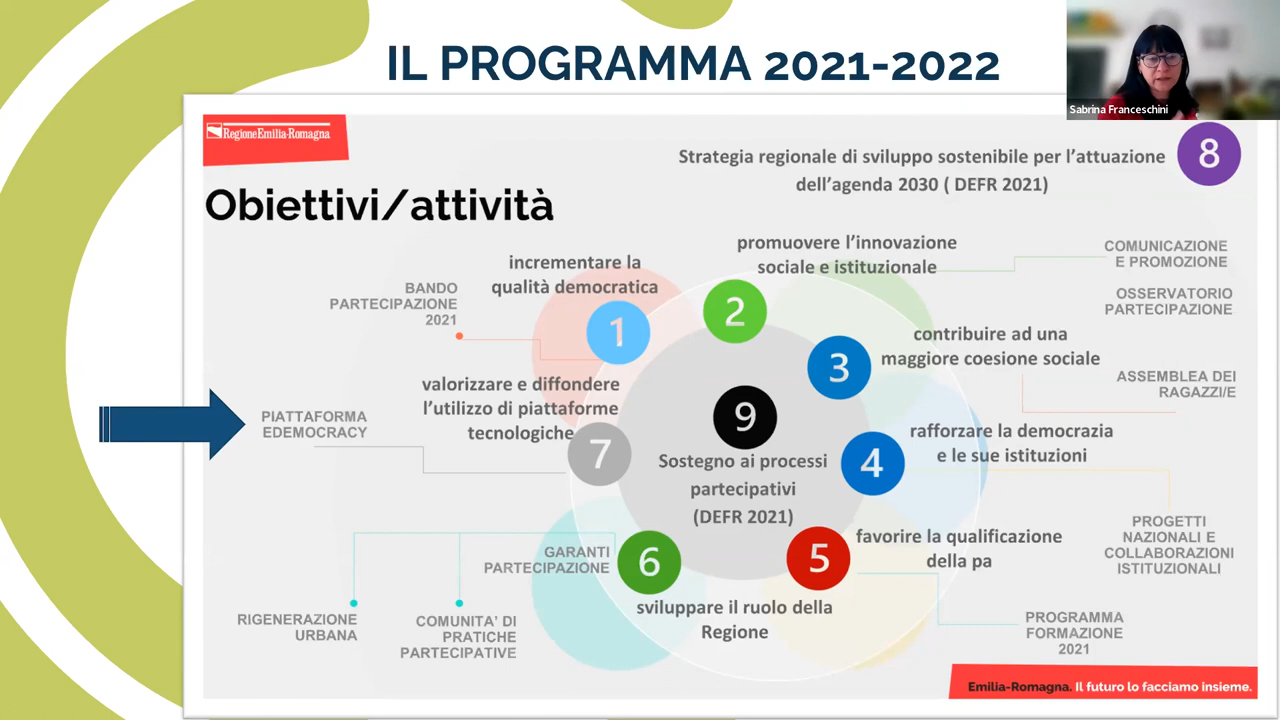 IL PROGRAMMA 2021-2022
Sabrina Franceschini
RegioneEmilia-Romagna
8
Strategia regionale di sviluppo sostenibile per l'attuazione
dell'agenda 2030 ( DEFR 2021)
Obiettivi/attività
incrementare la
qualità democratica
1
BANDO
PARTECIPAZIONE
2021
promuovere l'innovazione
sociale e istituzionale
2
COMUNICAZIONE
E PROMOZIONE
OSSERVATORIO
PARTECIPAZIONE
contribuire ad una
maggiore coesione sociale
3
ASSEMBLEA DEI
RAGAZZI/E
valorizzare e diffondere
l'utilizzo di piattaforme
tecnologiche
7
PIATTAFORMA
EDEMOCRACY
9
Sostegno ai processi
partecipativi
(DEFR 2021)
rafforzare la democrazia
e le sue istituzioni
4
PROGETTI
NAZIONALI E
COLLABORAZIONI
ISTITUZIONALI
favorire la qualificazione
della pa
5
PROGRAMMA
FORMAZIONE
2021
GARANTI
PARTECIPAZIONE
6
sviluppare il ruolo della
Regione
RIGENERAZIONE
URBANA
COMUNITA' DI
PRATICHE
PARTECIPATIVE
Emilia-Romagna. Il futuro lo facciamo insieme.